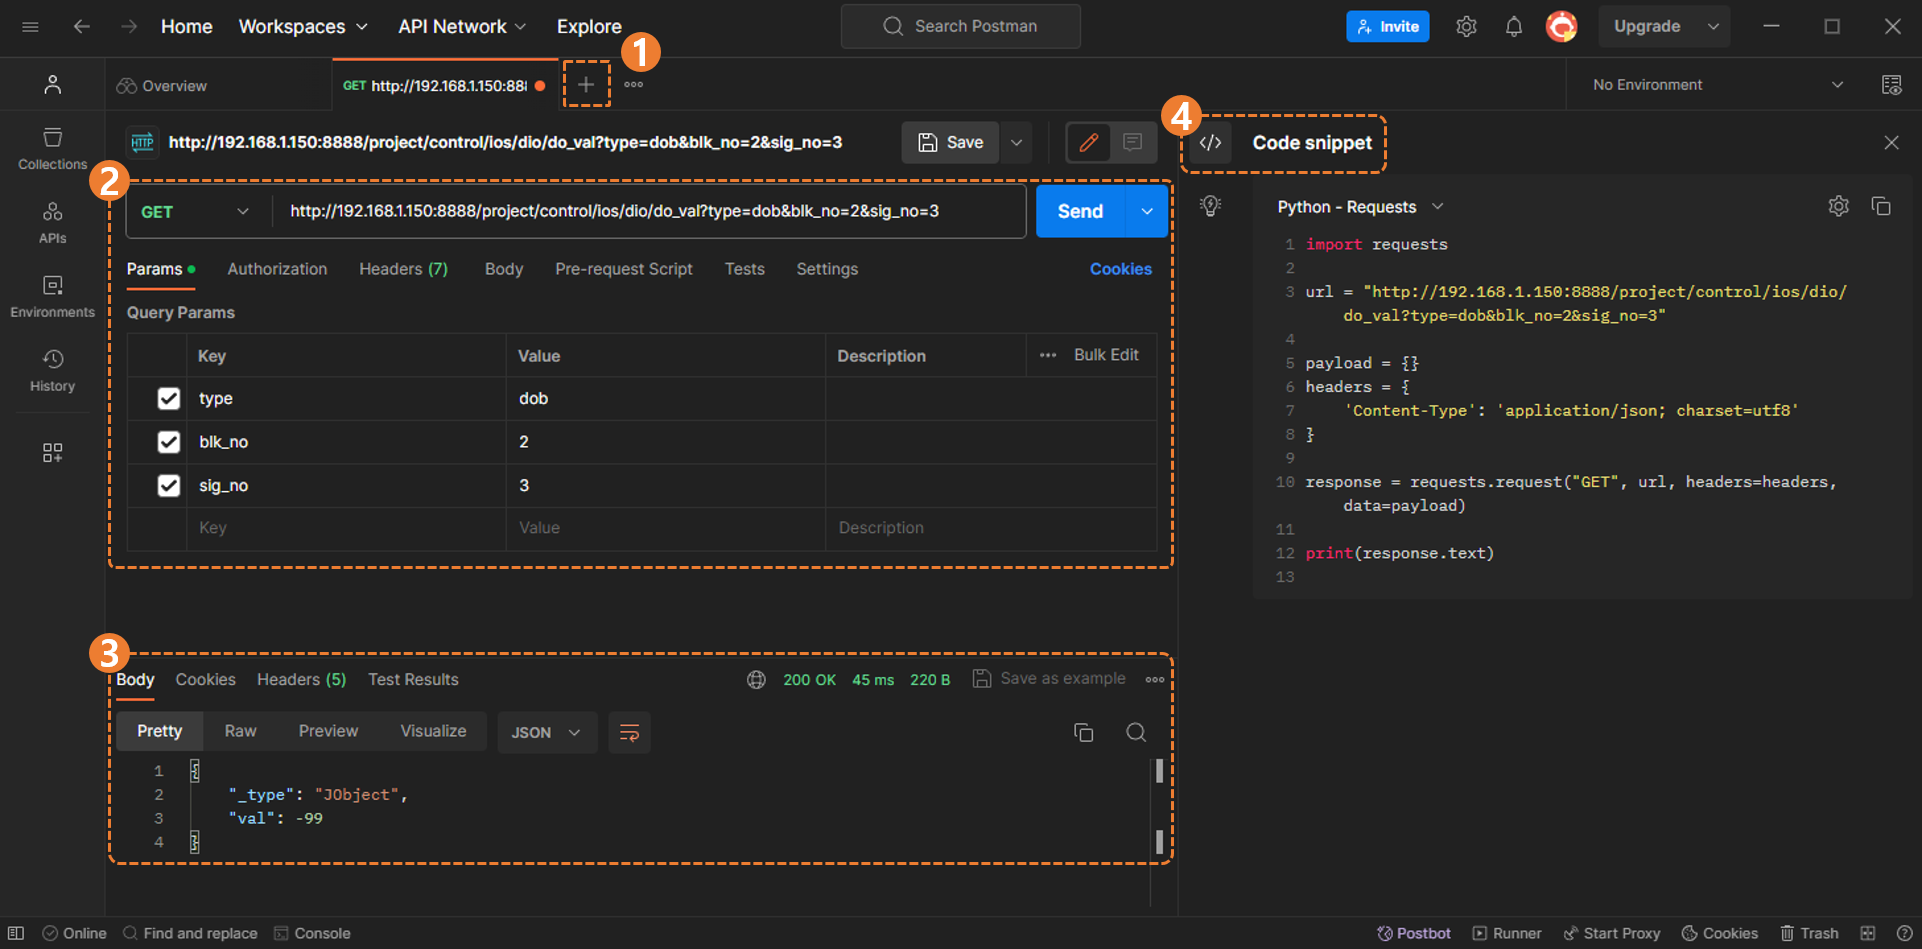 Home Workspaces API Network Explore Search Postman Invite Upgrade
1
Overview GET http://192.168.1.150:88 No Environment
4
HTTP http://192.168.1.150:8888/project/control/ios/dio/do_val?type=dob&blk_no=2&sig_no=3 Save </> Code snippet
Collections
2
GET http://192.168.1.150:8888/project/control/ios/dio/do_val?type=dob&blk_no=2&sig_no=3 Send
APIs
Params Authorization Headers (7) Body Pre-request Script Tests Settings Cookies
Environments
Query Params
Key Value Description Bulk Edit
History
type dob
blk_no 2
sig_no 3
Key Value Description
Python - Requests
1 import requests
2
3 url = "http://192.168.1.150:8888/project/control/ios/dio/
do_val?type=dob&blk_no=2&sig_no=3"
4
5 payload = {}
6 headers = {
7 'Content-Type': 'application/json; charset=utf8'
8 }
9
10 response = requests.request("GET", url, headers=headers,
data=payload)
11
12 print(response.text)
13
3
Body Cookies Headers (5) Test Results 200 OK 45 ms 220 B Save as example
Pretty Raw Preview Visualize JSON
1 {
2 "_type": "JObject",
3 "val": -99
4 }
Online Find and replace Console Postbot Runner Start Proxy Cookies Trash